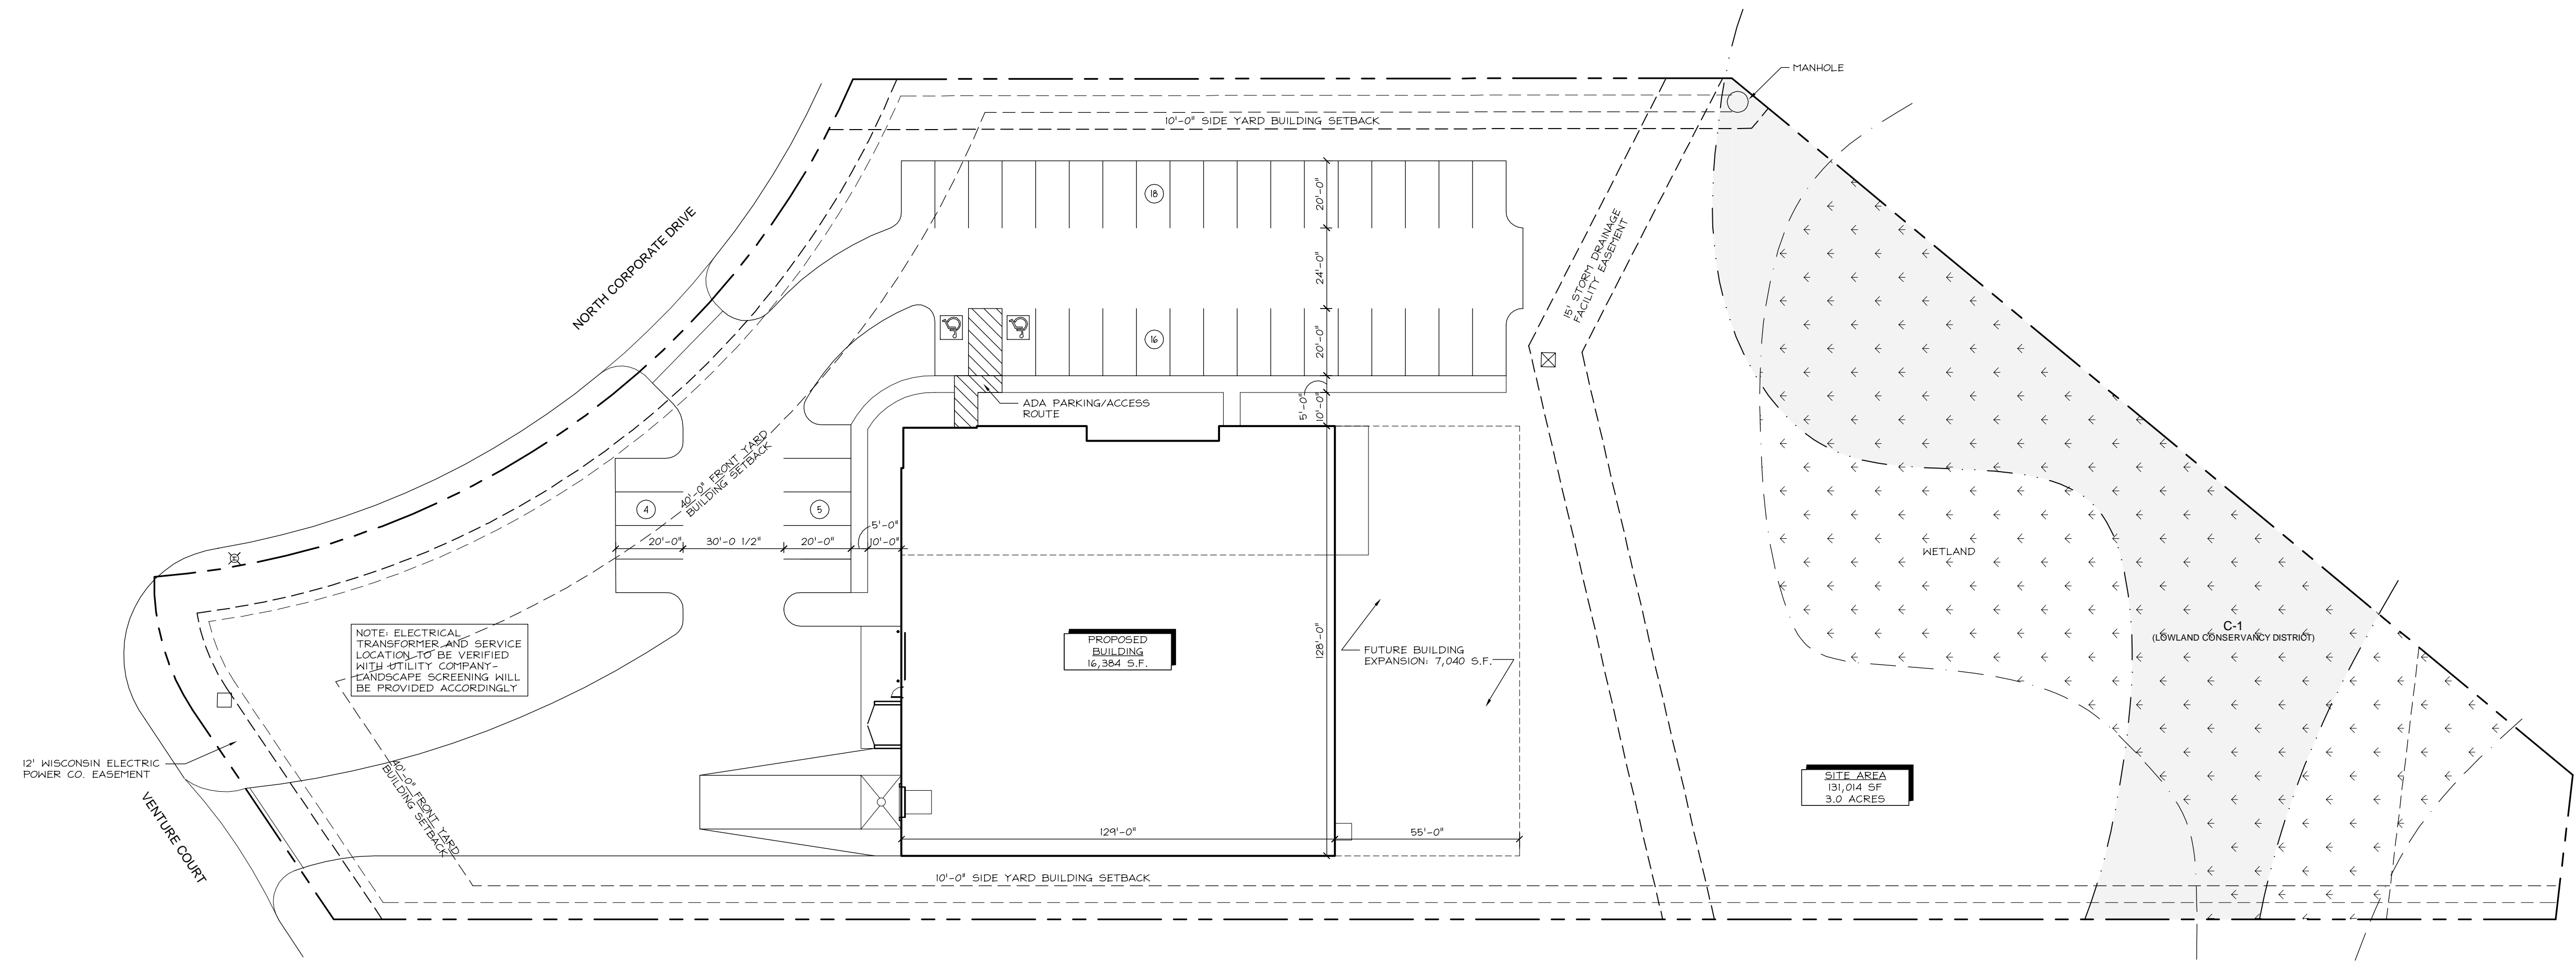 MANHOLE
10'-0" SIDE YARD BUILDING SETBACK
NORTH CORPORATE DRIVE
18
20'-0"
24'-0"
15' STORM DRAINAGE
FACILITY EASEMENT
16
20'-0"
ADA PARKING/ACCESS
ROUTE
5'-0"
10'-0"
40'-0" FRONT YARD
BUILDING SETBACK
4
5
5'-0"
20'-0"
30'-0 1/2"
20'-0"
10'-0"
WETLAND
C-1
(LOWLAND CONSERVANCY DISTRICT)
NOTE: ELECTRICAL
TRANSFORMER AND SERVICE
LOCATION TO BE VERIFIED
WITH UTILITY COMPANY-
LANDSCAPE SCREENING WILL
BE PROVIDED ACCORDINGLY
PROPOSED
BUILDING
16,384 S.F.
128'-0"
FUTURE BUILDING
EXPANSION: 7,040 S.F.
12' WISCONSIN ELECTRIC
POWER CO. EASEMENT
40'-0" FRONT YARD
BUILDING SETBACK
VENTURE COURT
SITE AREA
131,014 SF
3.0 ACRES
129'-0"
55'-0"
10'-0" SIDE YARD BUILDING SETBACK